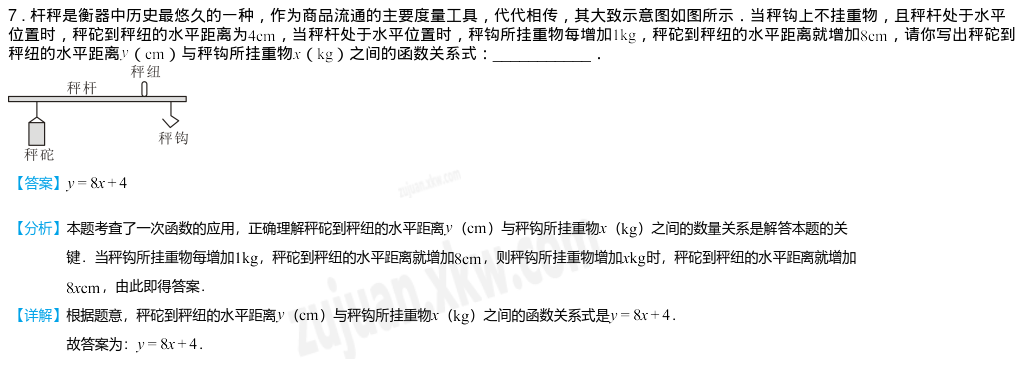 7．杆秤是衡器中历史最悠久的一种，作为商品流通的主要度量工具，代代相传，其大致示意图如图所示．当秤钩上不挂重物，且秤杆处于水平
位置时，秤砣到秤纽的水平距离为4cm，当秤杆处于水平位置时，秤钩所挂重物每增加1kg，秤砣到秤纽的水平距离就增加8cm，请你写出秤砣到
秤纽的水平距离y（cm）与秤钩所挂重物x（kg）之间的函数关系式：____________．
秤纽
秤杆
秤钩
秤砣
【答案】y = 8x + 4
【分析】本题考查了一次函数的应用，正确理解秤砣到秤纽的水平距离y（cm）与秤钩所挂重物x（kg）之间的数量关系是解答本题的关
键．当秤钩所挂重物每增加1kg，秤砣到秤纽的水平距离就增加8cm，则秤钩所挂重物增加xkg时，秤砣到秤纽的水平距离就增加
8xcm，由此即得答案．
【详解】根据题意，秤砣到秤纽的水平距离y（cm）与秤钩所挂重物x（kg）之间的函数关系式是y = 8x + 4．
故答案为：y = 8x + 4．
zujuan.xkw.com
zujuan.xkw.com